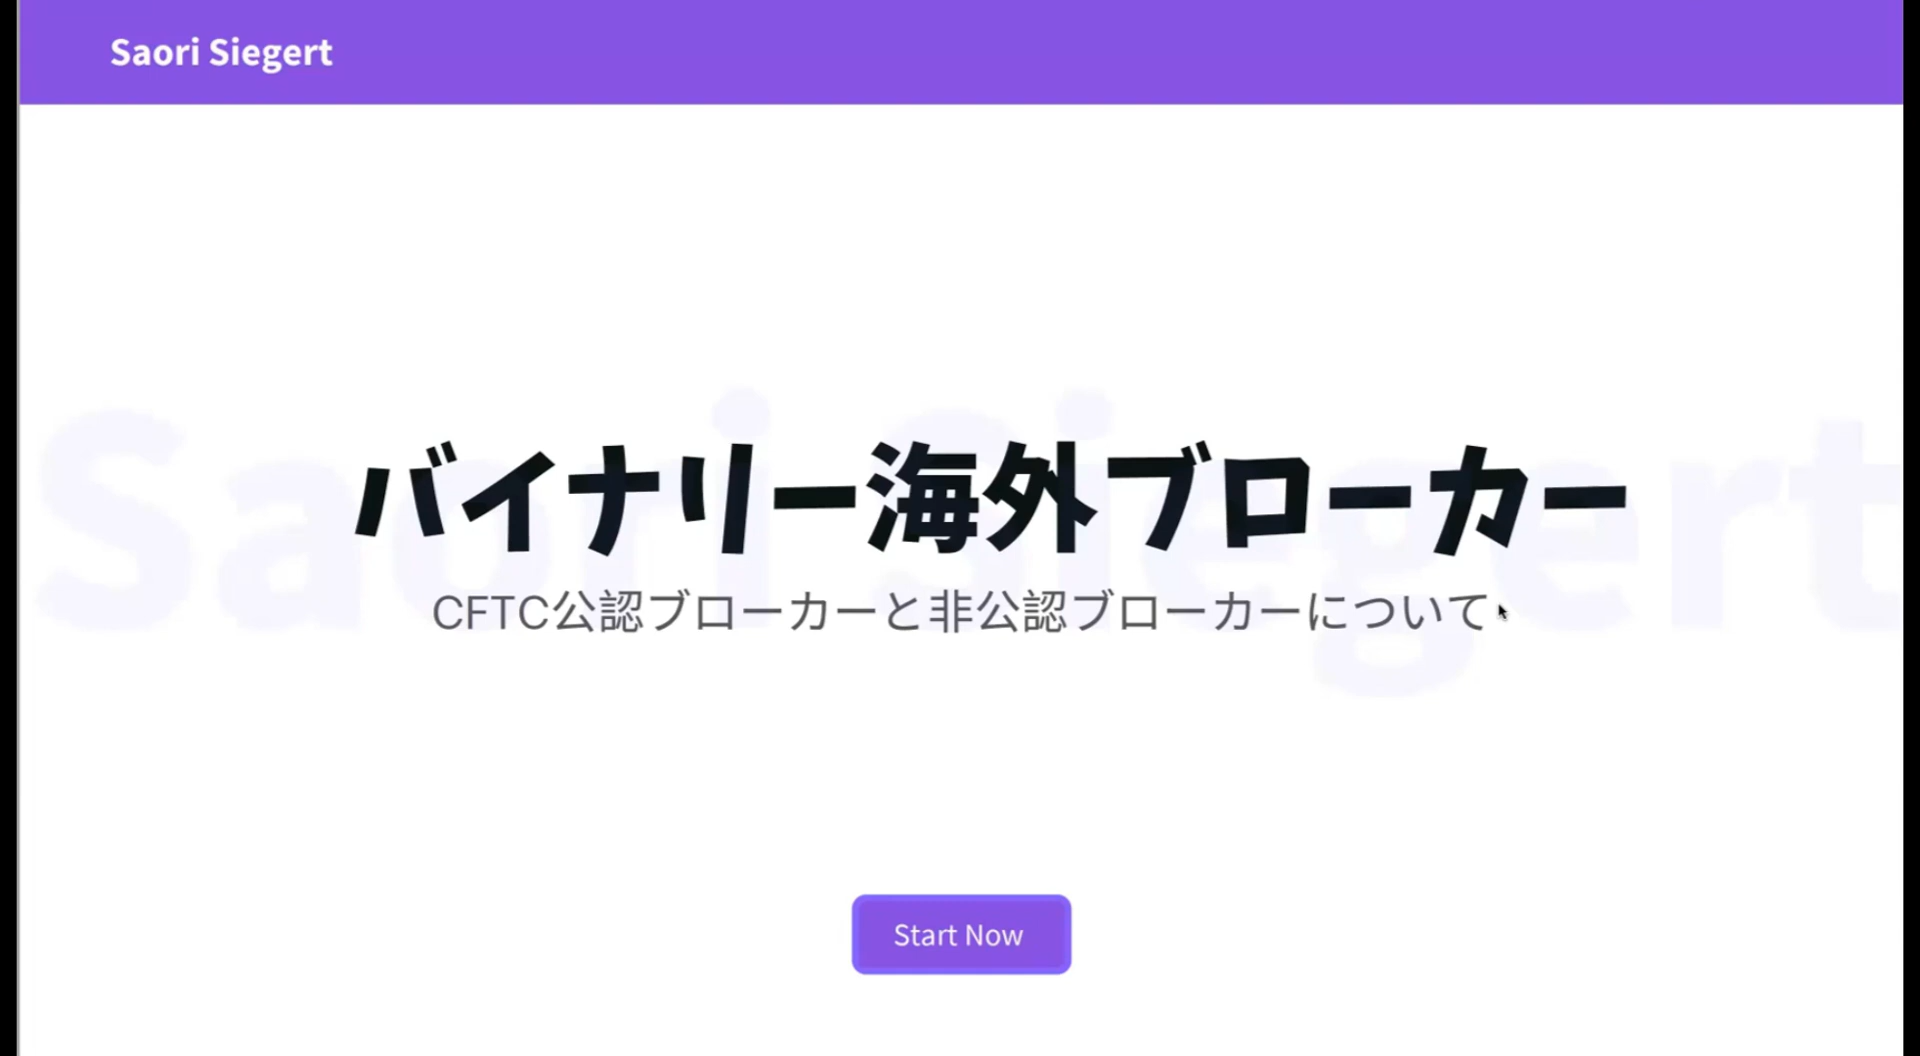 Saori Siegert
バイナリー海外ブローカー
CFTC公認ブローカーと非公認ブローカーについて
Saori Siegert
Start Now